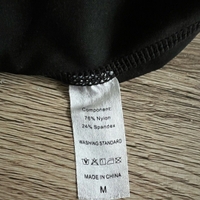 Component:
76% Nylon
24% Spandex
WASHING STANDARD
MADE IN CHINA
M